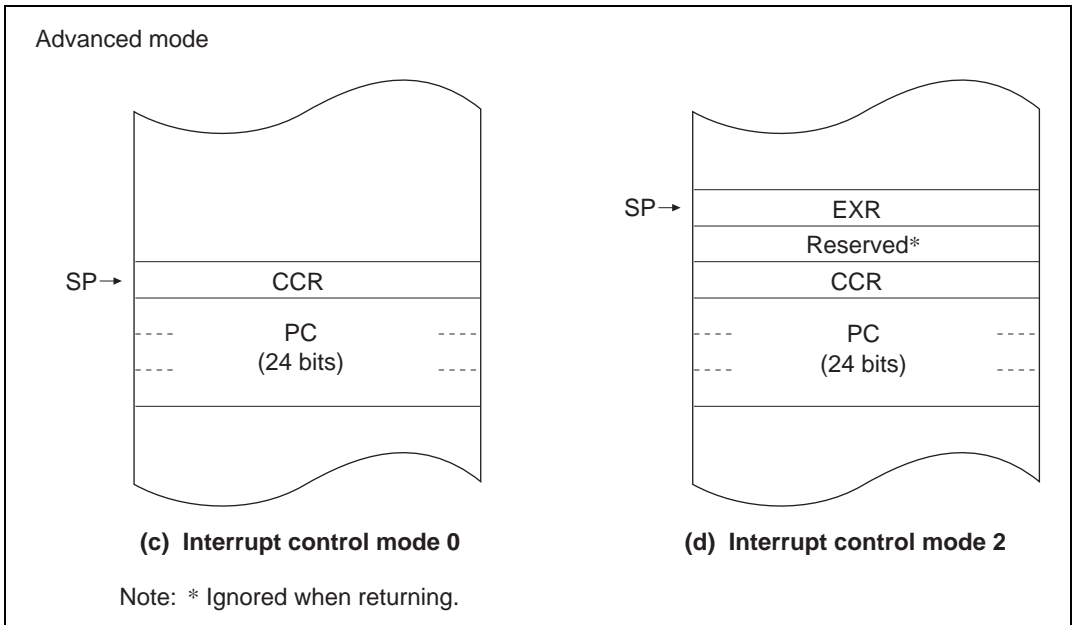 Advanced mode
SP→ CCR
PC
(24 bits)
(c) Interrupt control mode 0
SP→ EXR
Reserved*
CCR
PC
(24 bits)
(d) Interrupt control mode 2
Note: * Ignored when returning.